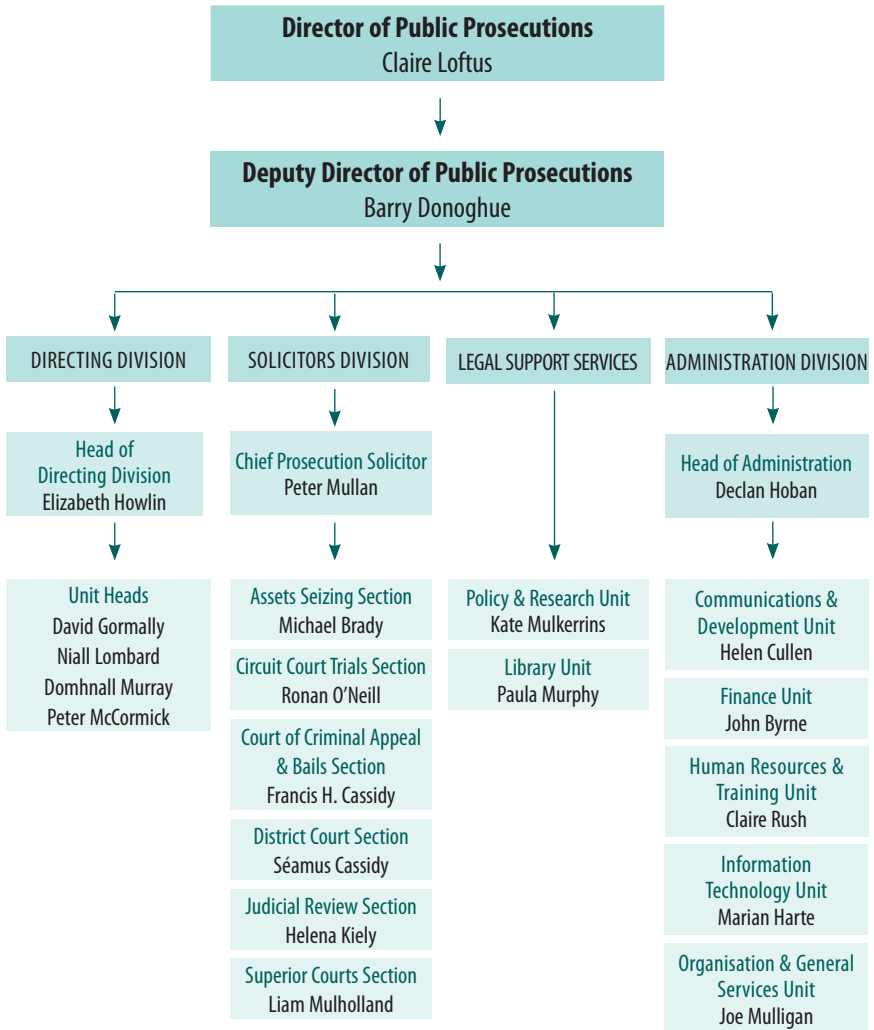 Director of Public Prosecutions
Claire Loftus
Deputy Director of Public Prosecutions
Barry Donoghue
DIRECTING DIVISION
Head of
Directing Division
Elizabeth Howlin
Unit Heads
David Gormally
Niall Lombard
Domhnall Murray
Peter McCormick
SOLICITORS DIVISION
Chief Prosecution Solicitor
Peter Mullan
Assets Seizing Section
Michael Brady
Circuit Court Trials Section
Ronan O’Neill
Court of Criminal Appeal
& Bails Section
Francis H. Cassidy
District Court Section
Séamus Cassidy
Judicial Review Section
Helena Kiely
Superior Courts Section
Liam Mulholland
LEGAL SUPPORT SERVICES
Policy & Research Unit
Kate Mulkerrins
Library Unit
Paula Murphy
ADMINISTRATION DIVISION
Head of Administration
Declan Hoban
Communications &
Development Unit
Helen Cullen
Finance Unit
John Byrne
Human Resources &
Training Unit
Claire Rush
Information
Technology Unit
Marian Harte
Organisation & General
Services Unit
Joe Mulligan